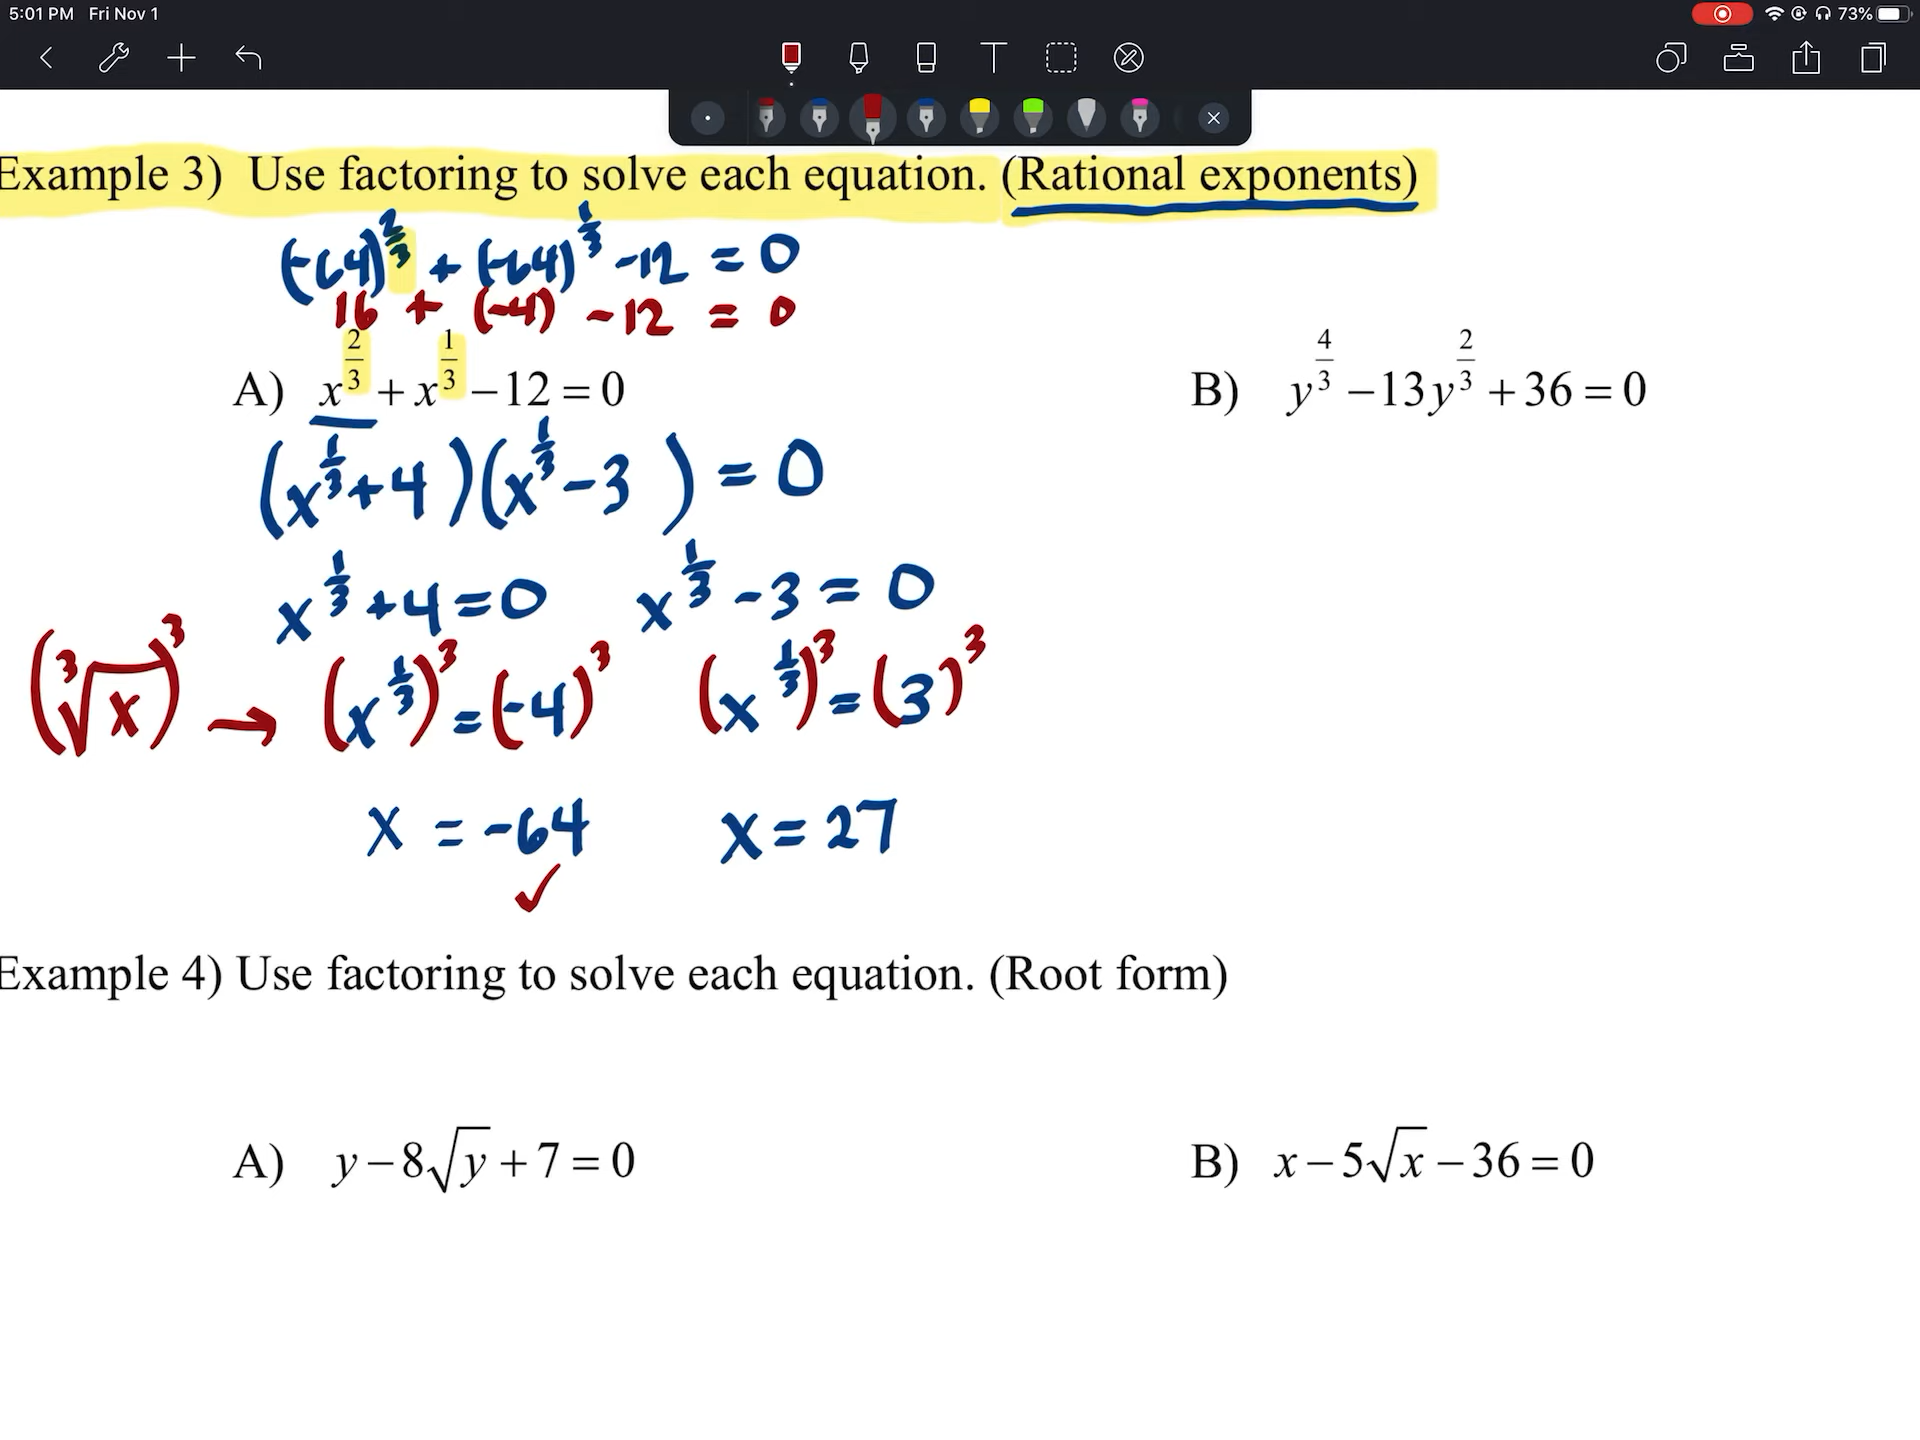 5:01 PM Fri Nov 1 73%
Example 3) Use factoring to solve each equation. (Rational exponents)
(-64)^(2/3) + (-64)^(1/3) -12 = 0
16 + (-4) -12 = 0
A) x^(2/3) + x^(1/3) − 12 = 0
B) y^(4/3) − 13y^(2/3) + 36 = 0
(x^(1/3)+4)(x^(1/3)-3) = 0
x^(1/3)+4=0 x^(1/3)-3=0
(∛x)³ → (x^(1/3))³=(-4)³ (x^(1/3))³=(3)³
x = -64 x=27
✓
Example 4) Use factoring to solve each equation. (Root form)
A) y − 8√y + 7 = 0
B) x − 5√x − 36 = 0